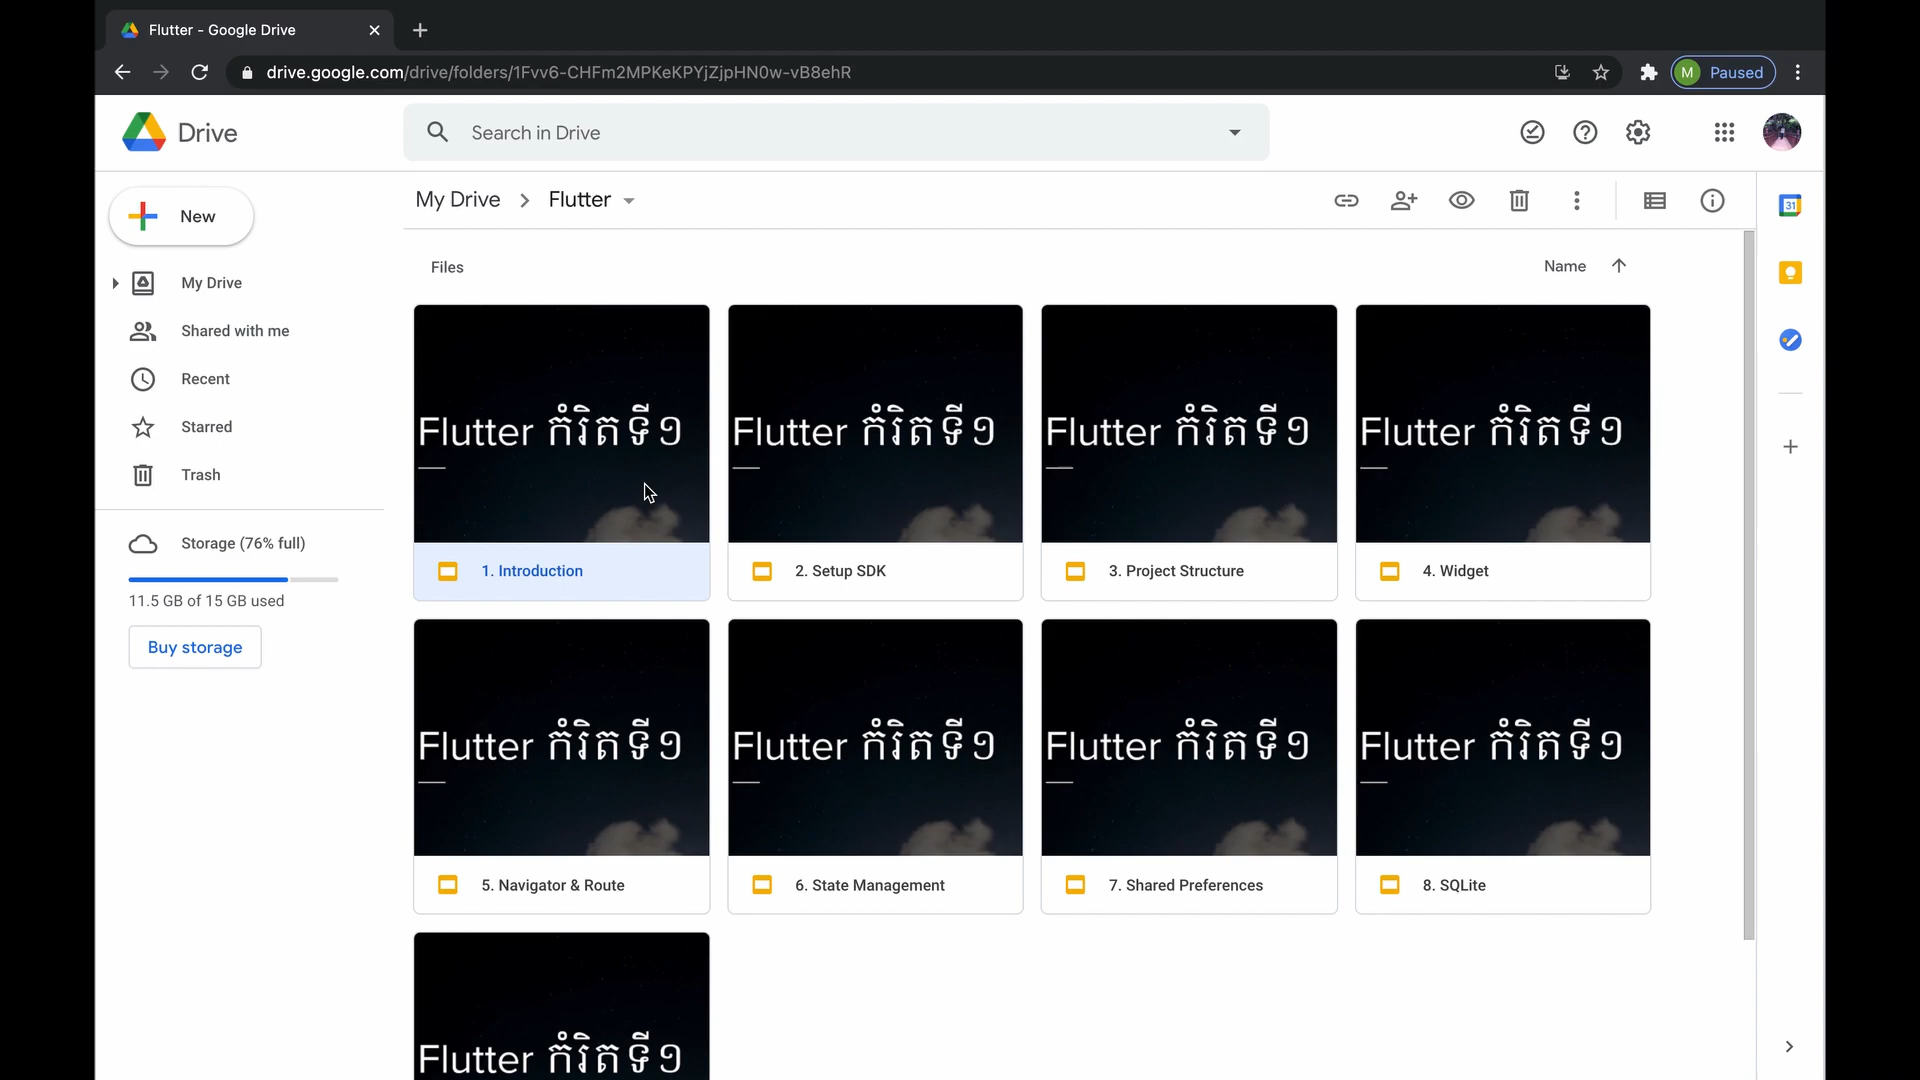 Flutter - Google Drive
drive.google.com/drive/folders/1Fvv6-CHFm2MPKeKPYjZjpHN0w-vB8ehR
M Paused
Drive
Search in Drive
New
My Drive
Shared with me
Recent
Starred
Trash
Storage (76% full)
11.5 GB of 15 GB used
Buy storage
My Drive > Flutter
Files
Name
Flutter កំរិតទី១
Flutter កំរិតទី១
Flutter កំរិតទី១
Flutter កំរិតទី១
1. Introduction
2. Setup SDK
3. Project Structure
4. Widget
Flutter កំរិតទី១
Flutter កំរិតទី១
Flutter កំរិតទី១
Flutter កំរិតទី១
5. Navigator & Route
6. State Management
7. Shared Preferences
8. SQLite
Flutter កំរិតទី១
31